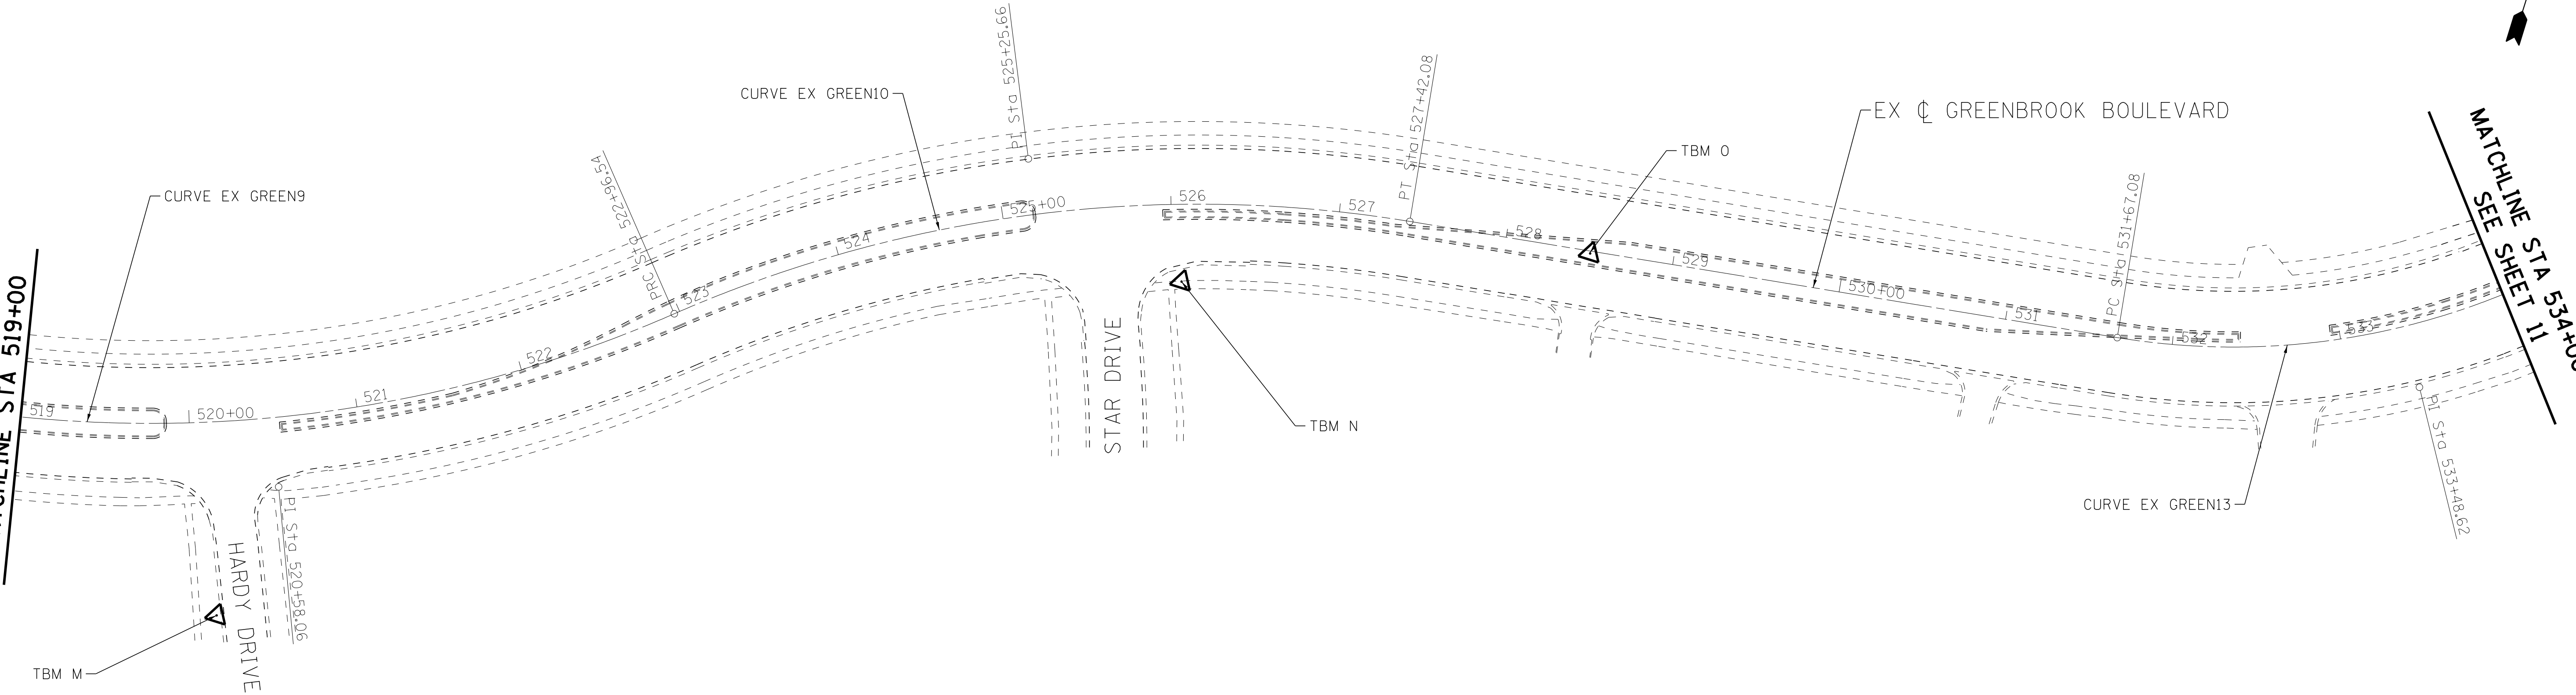 MATCHLINE STA 519+00
519
CURVE EX GREEN9
520+00
521
522
HARDY DRIVE
TBM M
PI Sta 520+58.06
PRC Sta 522+96.54
523
524
CURVE EX GREEN10
525+00
PI Sta 525+25.66
STAR DRIVE
526
TBM N
527
PT Sta 527+42.08
528
TBM O
529
EX ℄ GREENBROOK BOULEVARD
530+00
531
PC Sta 531+67.08
532
533
CURVE EX GREEN13
PI Sta 533+48.62
MATCHLINE STA 534+00
SEE SHEET 11